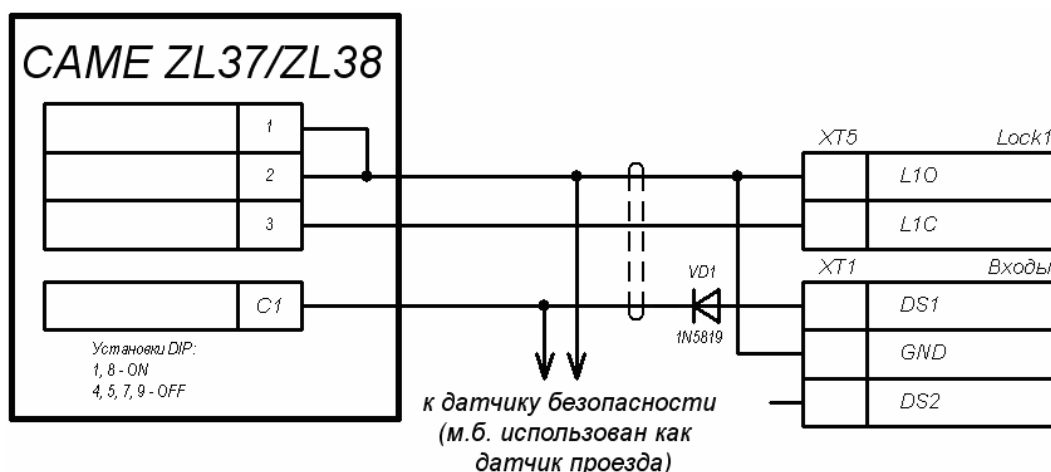 CAME ZL37/ZL38
1
2
3
C1
Установки DIP:
1, 8 - ON
4, 5, 7, 9 - OFF
VD1
1N5819
к датчику безопасности
(м.б. использован как
датчик проезда)
XT5 Lock1
L1O
L1C
XT1 Входы
DS1
GND
DS2